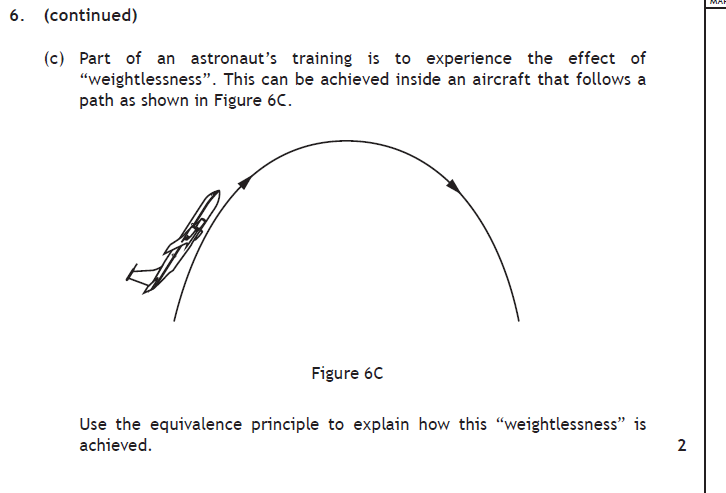 MAR
6. (continued)
(c) Part of an astronaut’s training is to experience the effect of
“weightlessness”. This can be achieved inside an aircraft that follows a
path as shown in Figure 6C.
Figure 6C
Use the equivalence principle to explain how this “weightlessness” is
achieved. 2